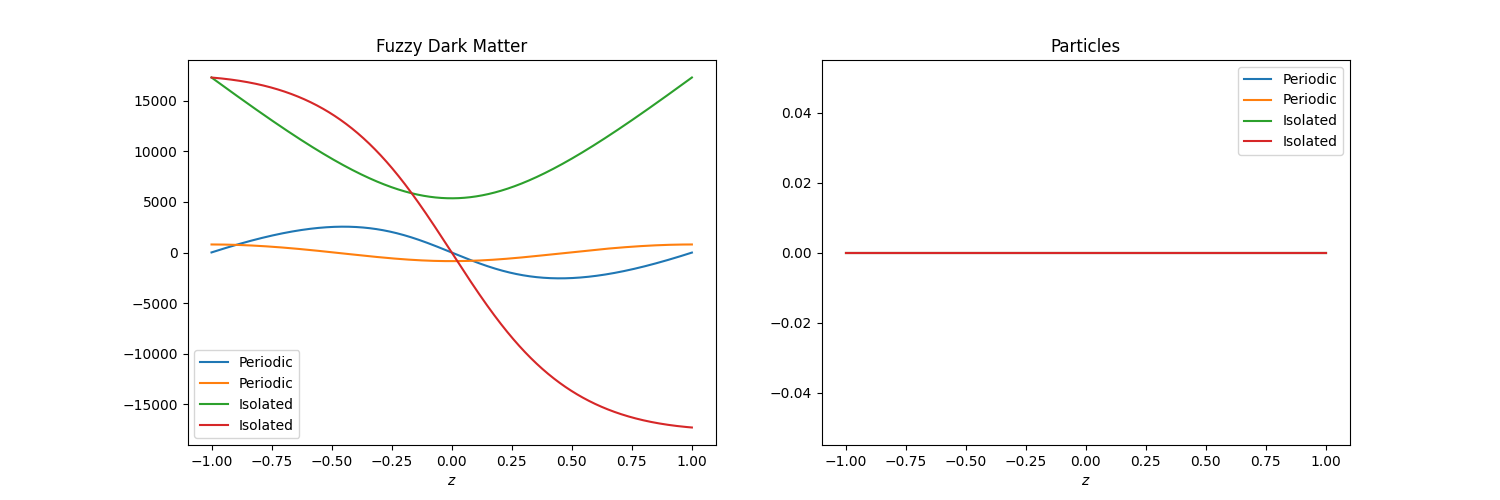 Fuzzy Dark Matter
15000
10000
5000
0
−5000
−10000
−15000
Periodic
Periodic
Isolated
Isolated
−1.00 −0.75 −0.50 −0.25 0.00 0.25 0.50 0.75 1.00
z
Particles
0.04
0.02
0.00
−0.02
−0.04
Periodic
Periodic
Isolated
Isolated
−1.00 −0.75 −0.50 −0.25 0.00 0.25 0.50 0.75 1.00
z